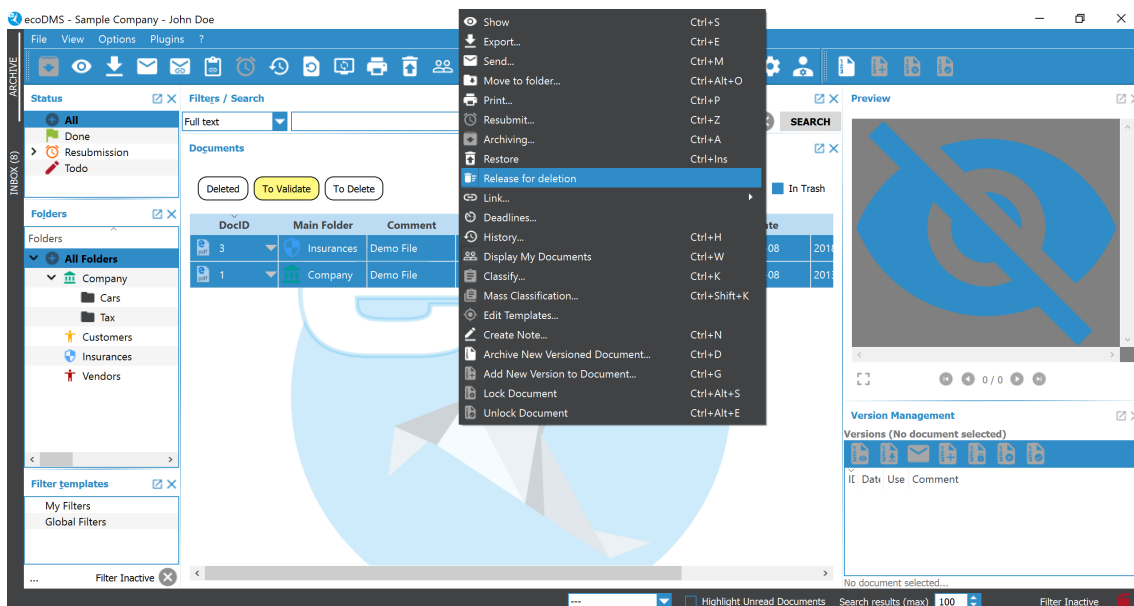 ecoDMS - Sample Company - John Doe
File View Options Plugins ?
ARCHIVE
INBOX (8)
Status
All
Done
Resubmission
Todo
Folders
Folders
All Folders
Company
Cars
Tax
Customers
Insurances
Vendors
Filter templates
My Filters
Global Filters
... Filter Inactive
Filters / Search
Full text
SEARCH
Documents
Deleted To Validate To Delete
In Trash
DocID Main Folder Comment
3 Insurances Demo File
1 Company Demo File
Show Ctrl+S
Export... Ctrl+E
Send... Ctrl+M
Move to folder... Ctrl+Alt+O
Print... Ctrl+P
Resubmit... Ctrl+Z
Archiving... Ctrl+A
Restore Ctrl+Ins
Release for deletion
Link...
Deadlines...
History... Ctrl+H
Display My Documents Ctrl+W
Classify... Ctrl+K
Mass Classification... Ctrl+Shift+K
Edit Templates...
Create Note... Ctrl+N
Archive New Versioned Document... Ctrl+D
Add New Version to Document... Ctrl+G
Lock Document Ctrl+Alt+S
Unlock Document Ctrl+Alt+E
Preview
0 / 0
Version Management
Versions (No document selected)
Use Comment
No document selected...
--- Highlight Unread Documents Search results (max) 100 Filter Inactive